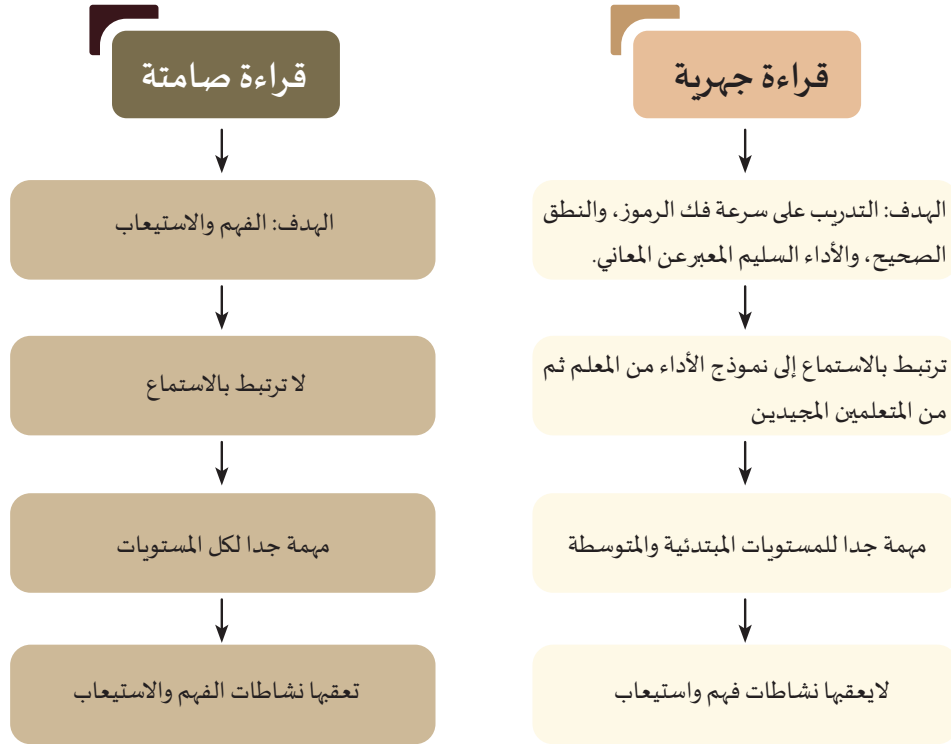 قراءة جهرية
الهدف: التدريب على سرعة فك الرموز، والنطق
الصحيح، والأداء السليم المعبرعن المعاني.
ترتبط بالاستماع إلى نموذج الأداء من المعلم ثم
من المتعلمين المجيدين
مهمة جدا للمستويات المبتدئية والمتوسطة
لايعقبها نشاطات فهم واستيعاب
قراءة صامتة
الهدف: الفهم والاستيعاب
لا ترتبط بالاستماع
مهمة جدا لكل المستويات
تعقبها نشاطات الفهم والاستيعاب